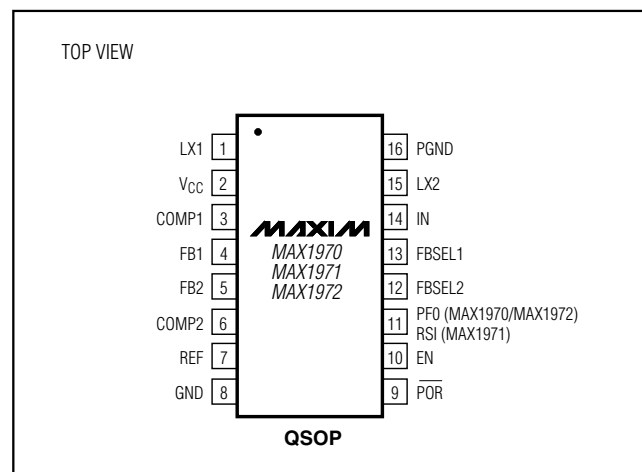 TOP VIEW
LX1 1
VCC 2
COMP1 3
FB1 4
FB2 5
COMP2 6
REF 7
GND 8
MAXIM
MAX1970
MAX1971
MAX1972
16 PGND
15 LX2
14 IN
13 FBSEL1
12 FBSEL2
11 PF0 (MAX1970/MAX1972)
RSI (MAX1971)
10 EN
9 POR
QSOP